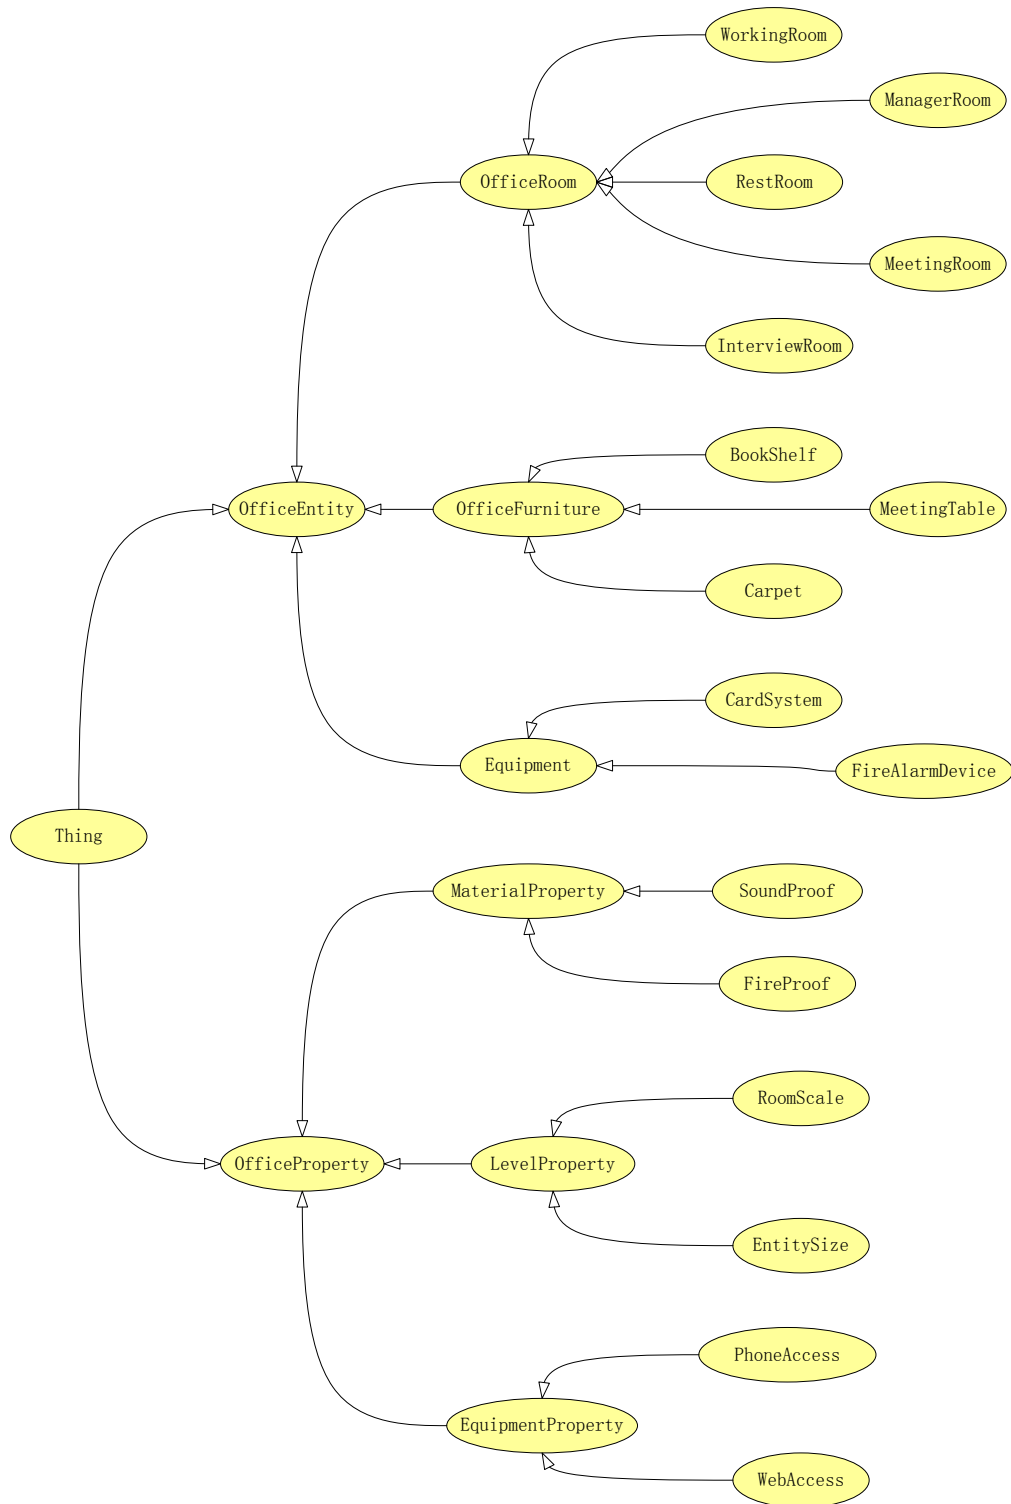 WorkingRoom
ManagerRoom
OfficeRoom
RestRoom
MeetingRoom
InterviewRoom
BookShelf
OfficeEntity
OfficeFurniture
MeetingTable
Carpet
CardSystem
Equipment
FireAlarmDevice
Thing
MaterialProperty
SoundProof
FireProof
RoomScale
OfficeProperty
LevelProperty
EntitySize
PhoneAccess
EquipmentProperty
WebAccess